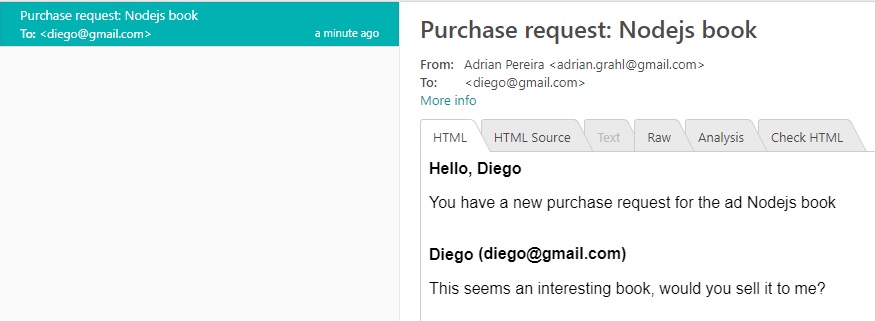 Purchase request: Nodejs book
To: <diego@gmail.com> a minute ago
Purchase request: Nodejs book
From: Adrian Pereira <adrian.grahl@gmail.com>
To: <diego@gmail.com>
More info
HTML HTML Source Text Raw Analysis Check HTML
Hello, Diego
You have a new purchase request for the ad Nodejs book
Diego (diego@gmail.com)
This seems an interesting book, would you sell it to me?